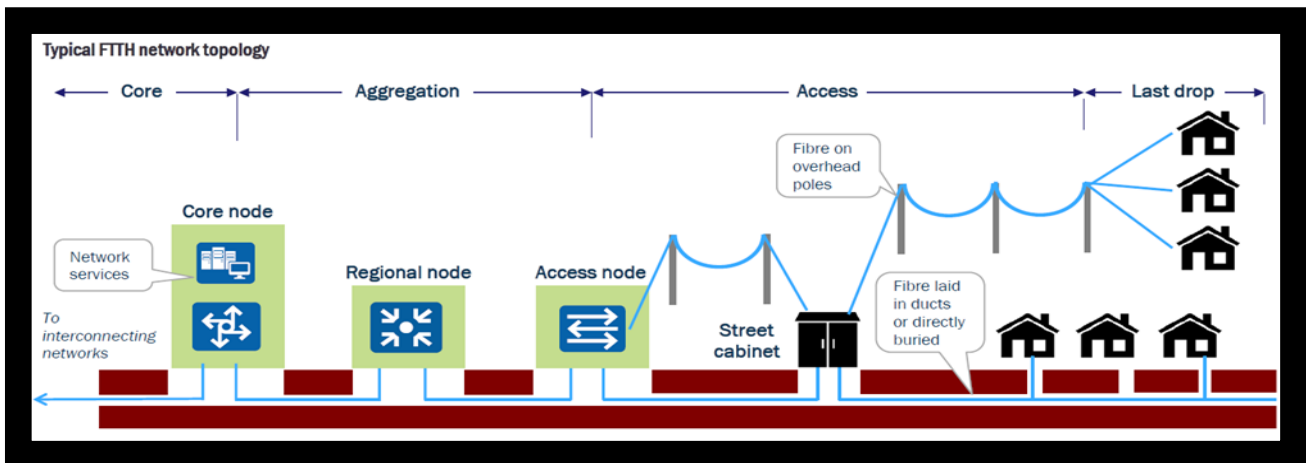 Typical FTTH network topology
Core
Aggregation
Access
Last drop
Fibre on
overhead
poles
Core node
Network
services
Regional node
Access node
Fibre laid
in ducts
or directly
buried
To
interconnecting
networks
Street
cabinet